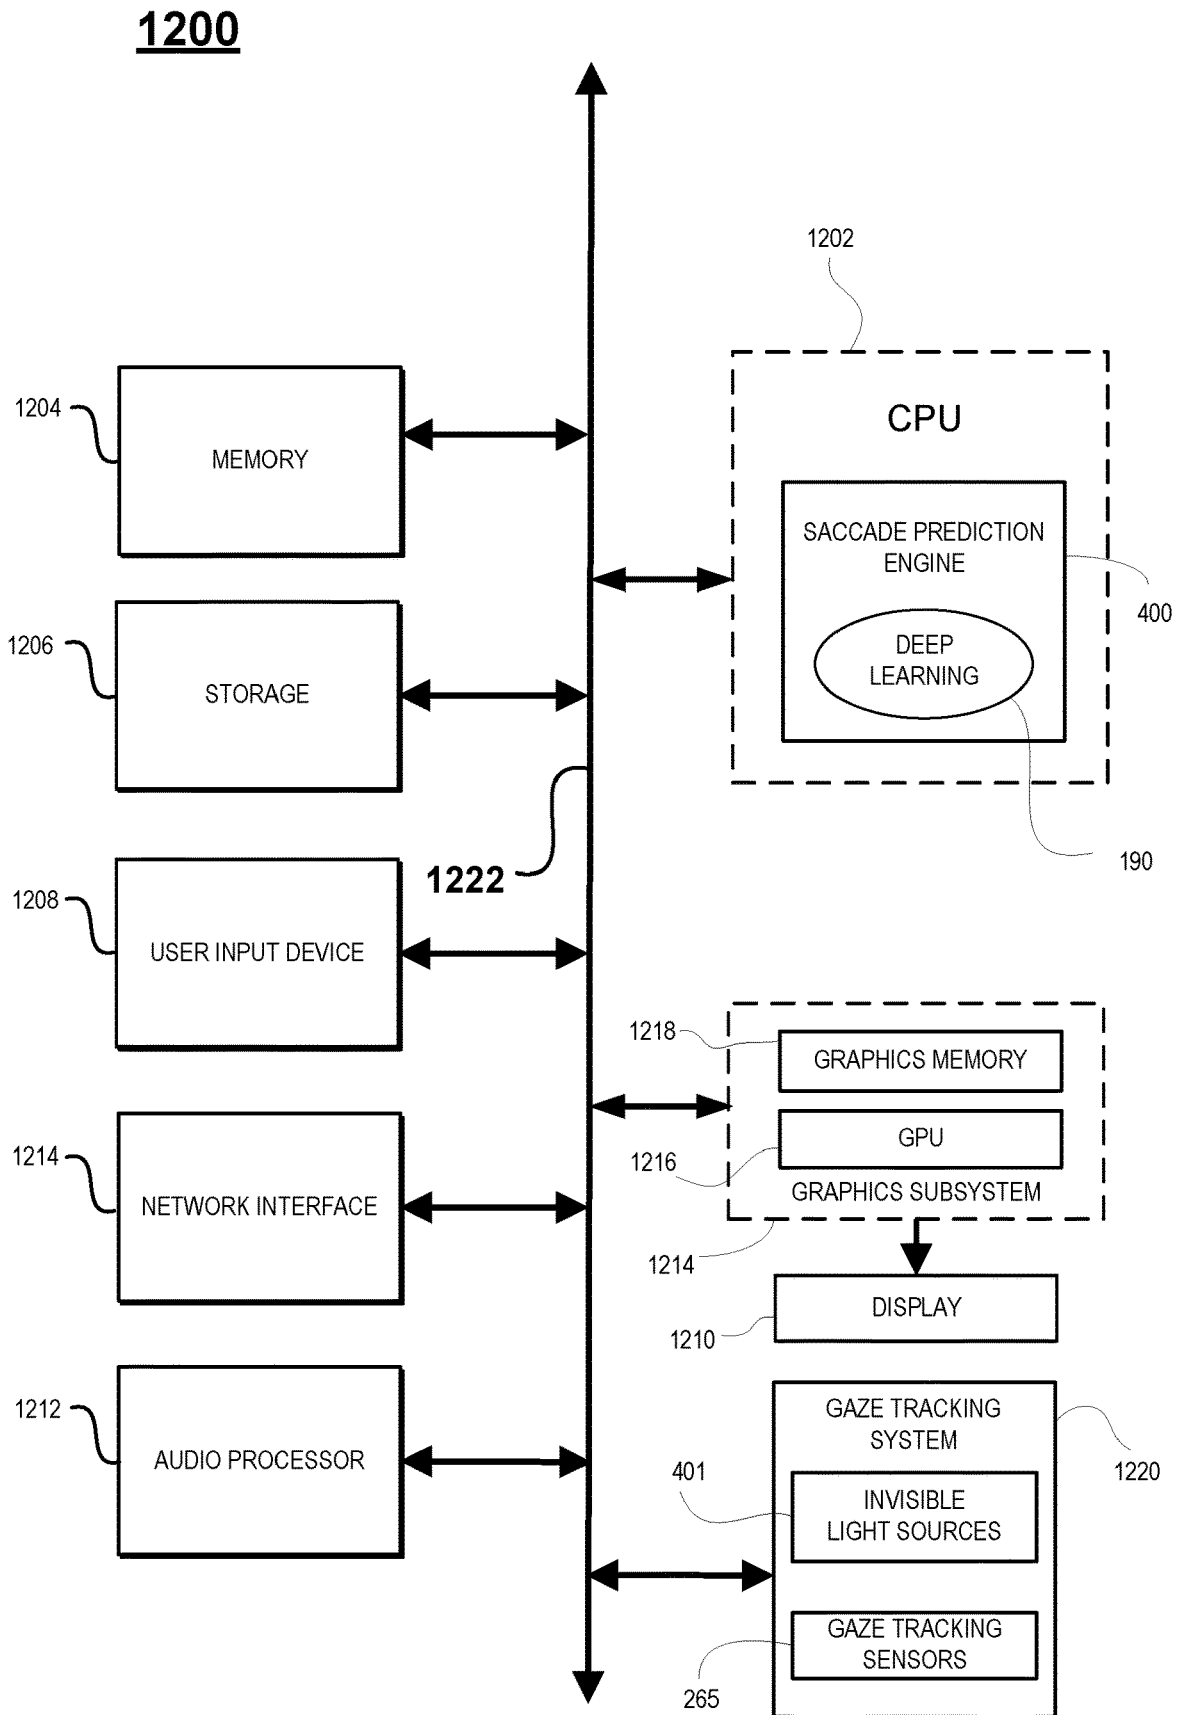 1200
1202
CPU
1204
MEMORY
SACCADE PREDICTION
ENGINE
400
1206
STORAGE
DEEP
LEARNING
190
1222
1208
USER INPUT DEVICE
1218
GRAPHICS MEMORY
1216
GPU
GRAPHICS SUBSYSTEM
1214
1214
NETWORK INTERFACE
1210
DISPLAY
1212
AUDIO PROCESSOR
GAZE TRACKING
SYSTEM
1220
401
INVISIBLE
LIGHT SOURCES
GAZE TRACKING
SENSORS
265